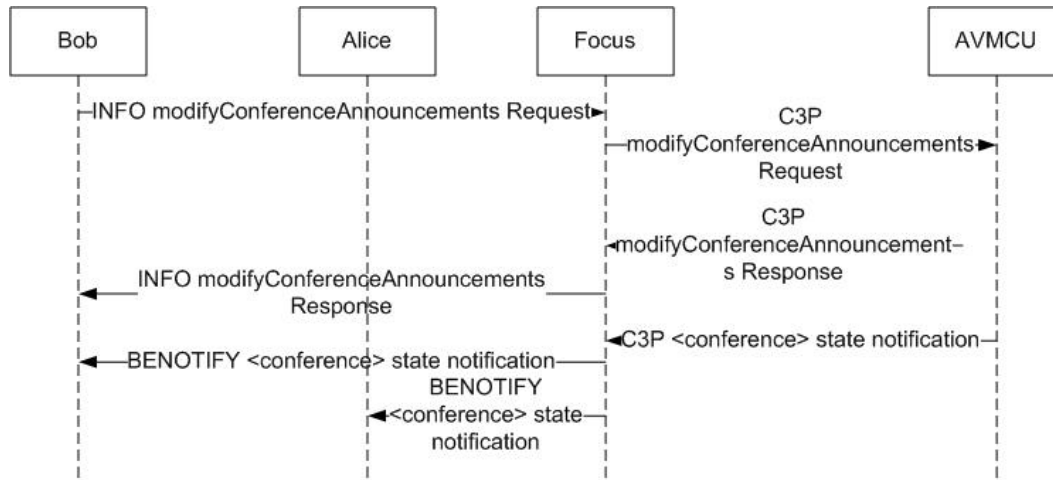 Bob
Alice
Focus
AVMCU
INFO modifyConferenceAnnouncements Request
C3P
modifyConferenceAnnouncements
Request
C3P
modifyConferenceAnnouncement
s Response
INFO modifyConferenceAnnouncements
Response
C3P <conference> state notification
BENOTIFY <conference> state notification
BENOTIFY
<conference> state
notification